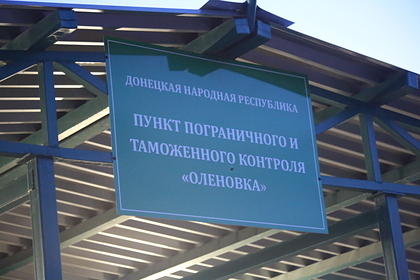 ДОНЕЦКАЯ НАРОДНАЯ РЕСПУБЛИКА
ПУНКТ ПОГРАНИЧНОГО И
ТАМОЖЕННОГО КОНТРОЛЯ
«ОЛЕНОВКА»